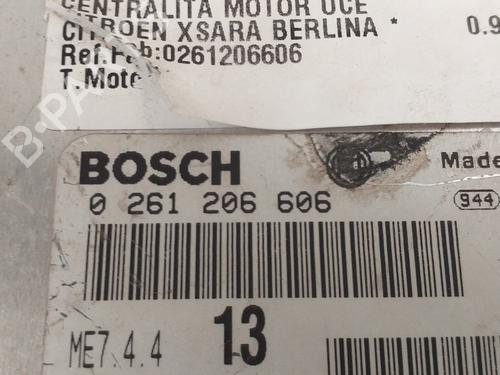 CENTRALITA MOTOR UCE
CITROEN XSARA BERLINA * 0.9
Ref.Fab:0261206606
T.Moto
BOSCH
Made
0 261 206 606
944
ME7.4.4
13